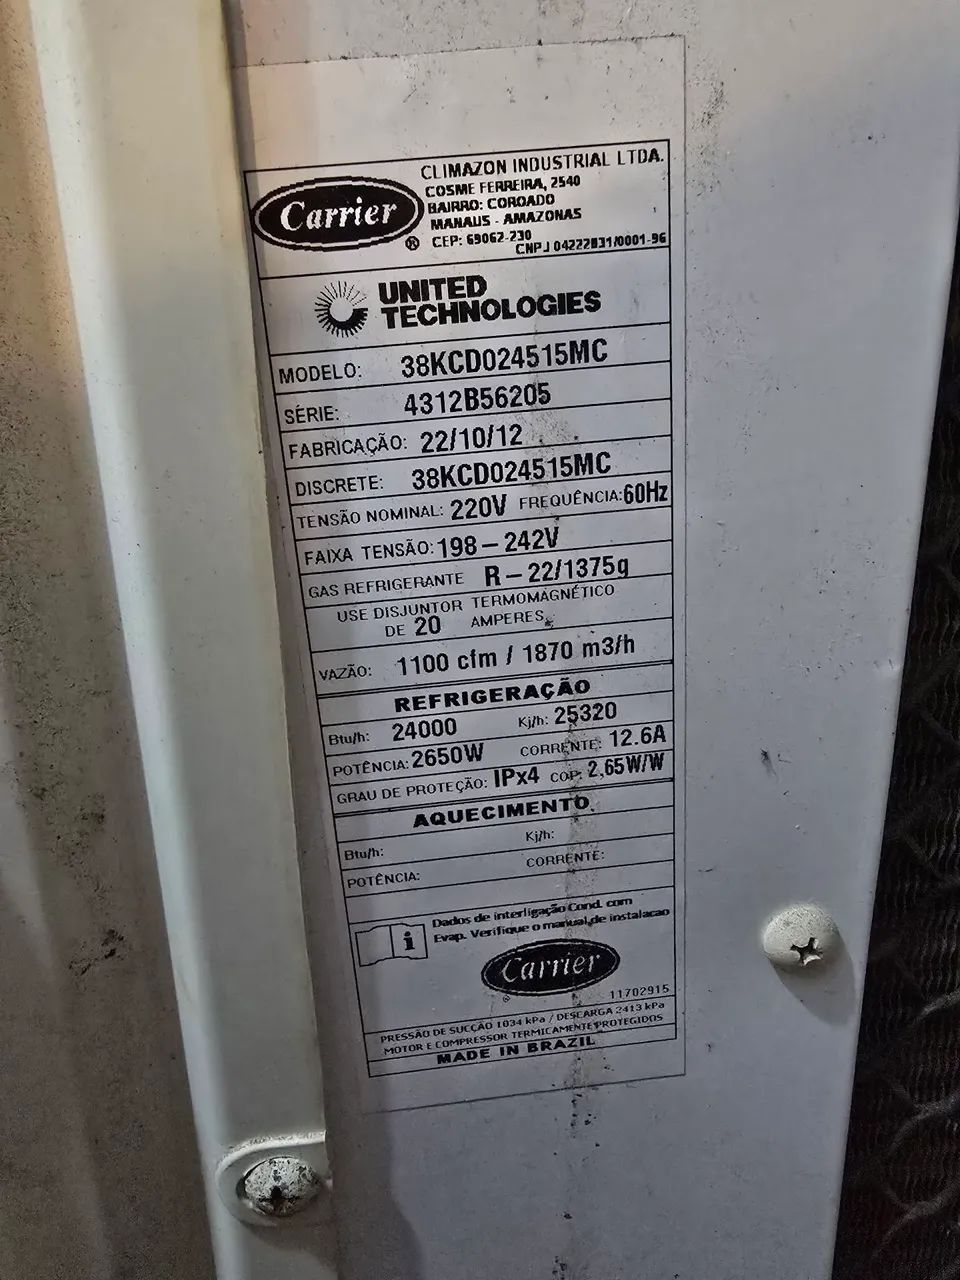 CLIMAZON INDUSTRIAL LTDA.
COSME FERREIRA, 2540
BAIRRO: COROADO
MANAUS - AMAZONAS
CEP: 69062-230
CNPJ 04222831/0001-96
Carrier
®
UNITED
TECHNOLOGIES
MODELO: 38KCD024515MC
SÉRIE: 4312B56205
FABRICAÇÃO: 22/10/12
DISCRETE: 38KCD024515MC
TENSÃO NOMINAL: 220V FREQUÊNCIA: 60Hz
FAIXA TENSÃO: 198 – 242V
GAS REFRIGERANTE R – 22/1375g
USE DISJUNTOR TERMOMAGNÉTICO
DE 20 AMPERES
VAZÃO: 1100 cfm / 1870 m3/h
REFRIGERAÇÃO
Btu/h: 24000 Kj/h: 25320
POTÊNCIA: 2650W CORRENTE: 12.6A
GRAU DE PROTEÇÃO: IPx4 COP: 2,65W/W
AQUECIMENTO
Btu/h: Kj/h:
POTÊNCIA: CORRENTE:
i
Dados de interligação Cond. com
Evap. Verifique o manual de instalacao
Carrier
®
11702915
PRESSÃO DE SUCÇÃO 1034 kPa / DESCARGA 2413 kPa
MOTOR E COMPRESSOR TERMICAMENTE PROTEGIDOS
MADE IN BRAZIL